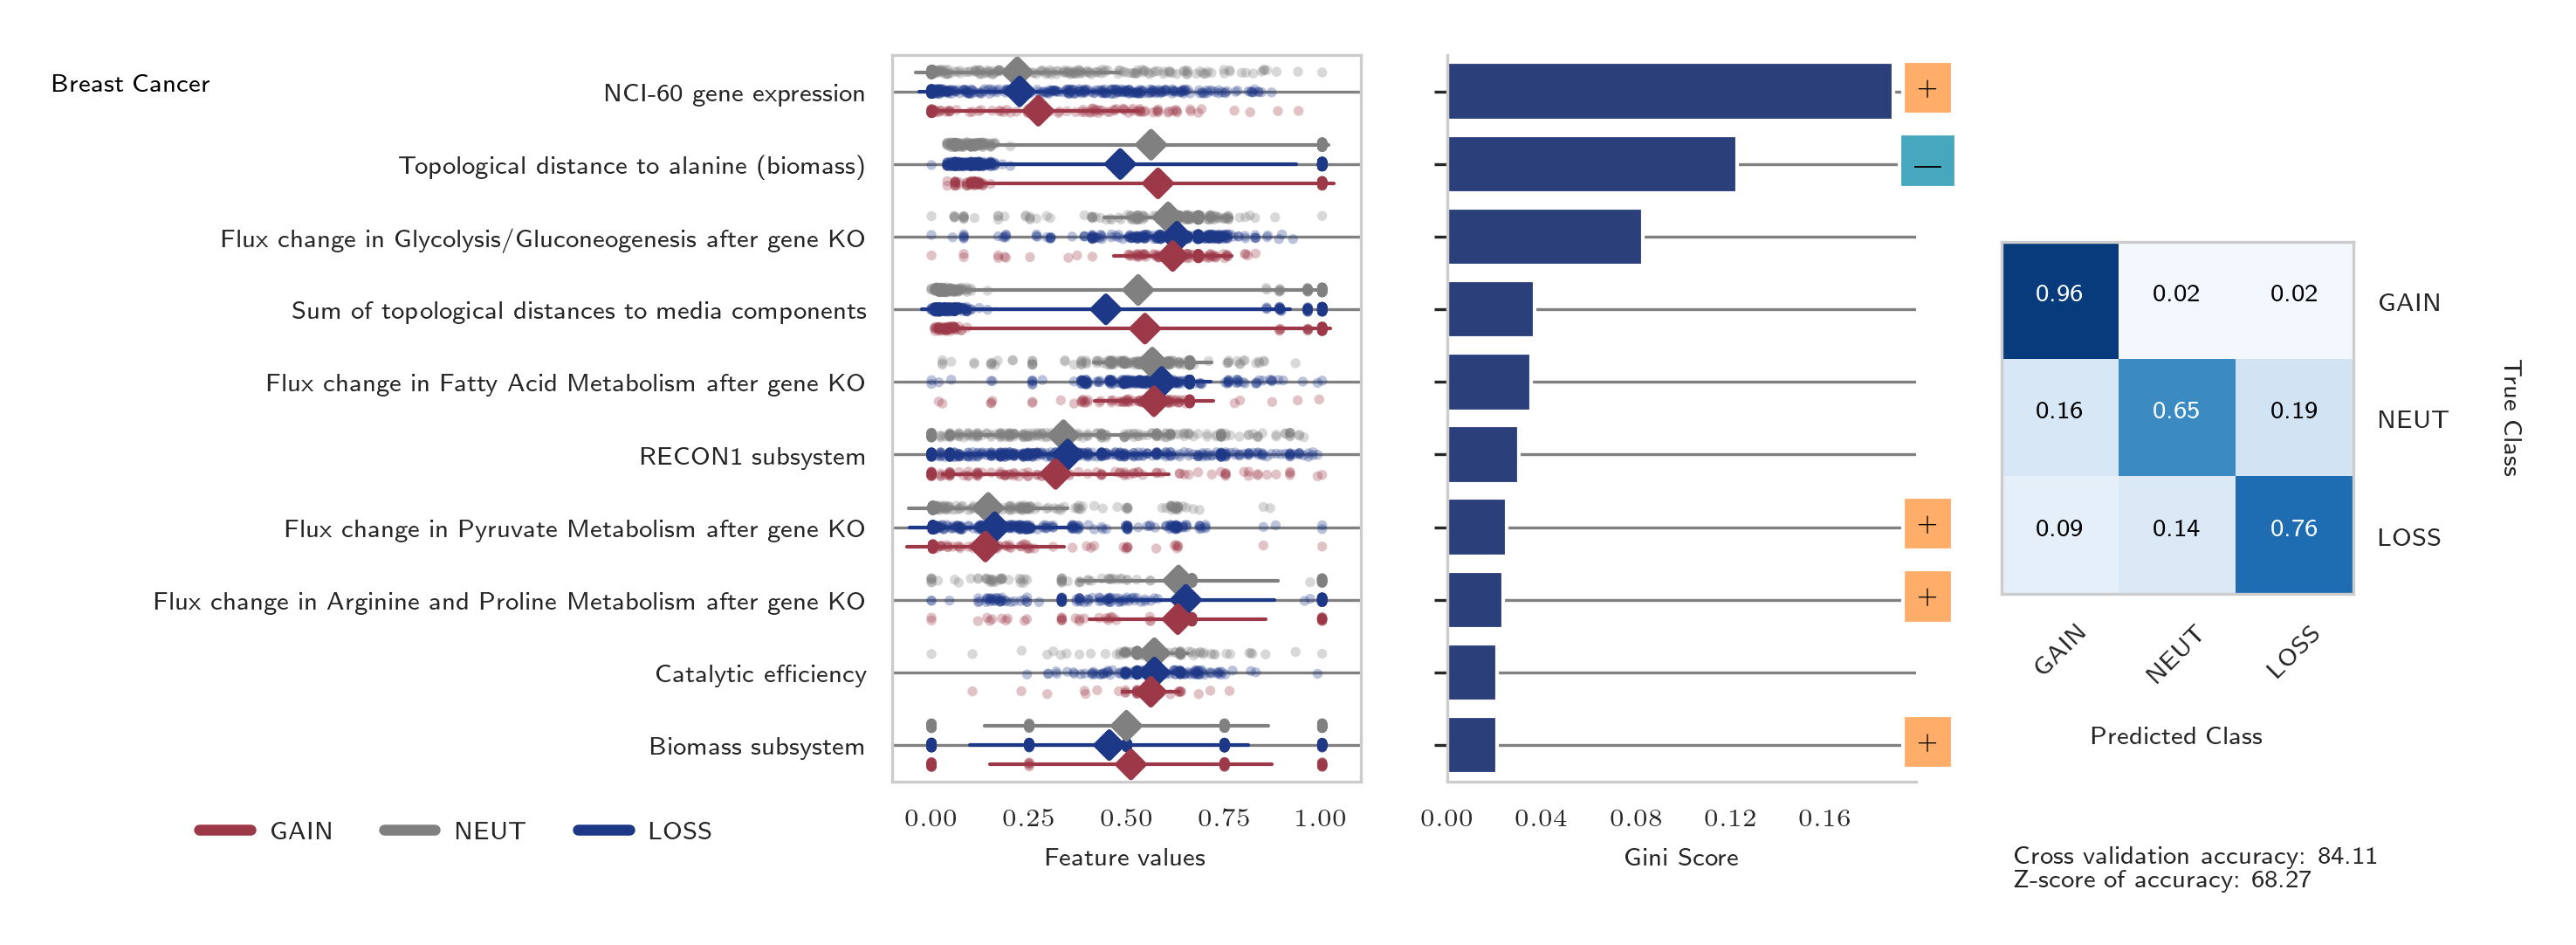 Breast Cancer
NCI-60 gene expression
Topological distance to alanine (biomass)
Flux change in Glycolysis/Gluconeogenesis after gene KO
Sum of topological distances to media components
Flux change in Fatty Acid Metabolism after gene KO
RECON1 subsystem
Flux change in Pyruvate Metabolism after gene KO
Flux change in Arginine and Proline Metabolism after gene KO
Catalytic efficiency
Biomass subsystem
GAIN NEUT LOSS
0.00 0.25 0.50 0.75 1.00
Feature values
+
—
+
+
+
0.00 0.04 0.08 0.12 0.16
Gini Score
0.96 0.02 0.02 GAIN
0.16 0.65 0.19 NEUT
0.09 0.14 0.76 LOSS
True Class
GAIN NEUT LOSS
Predicted Class
Cross validation accuracy: 84.11
Z-score of accuracy: 68.27